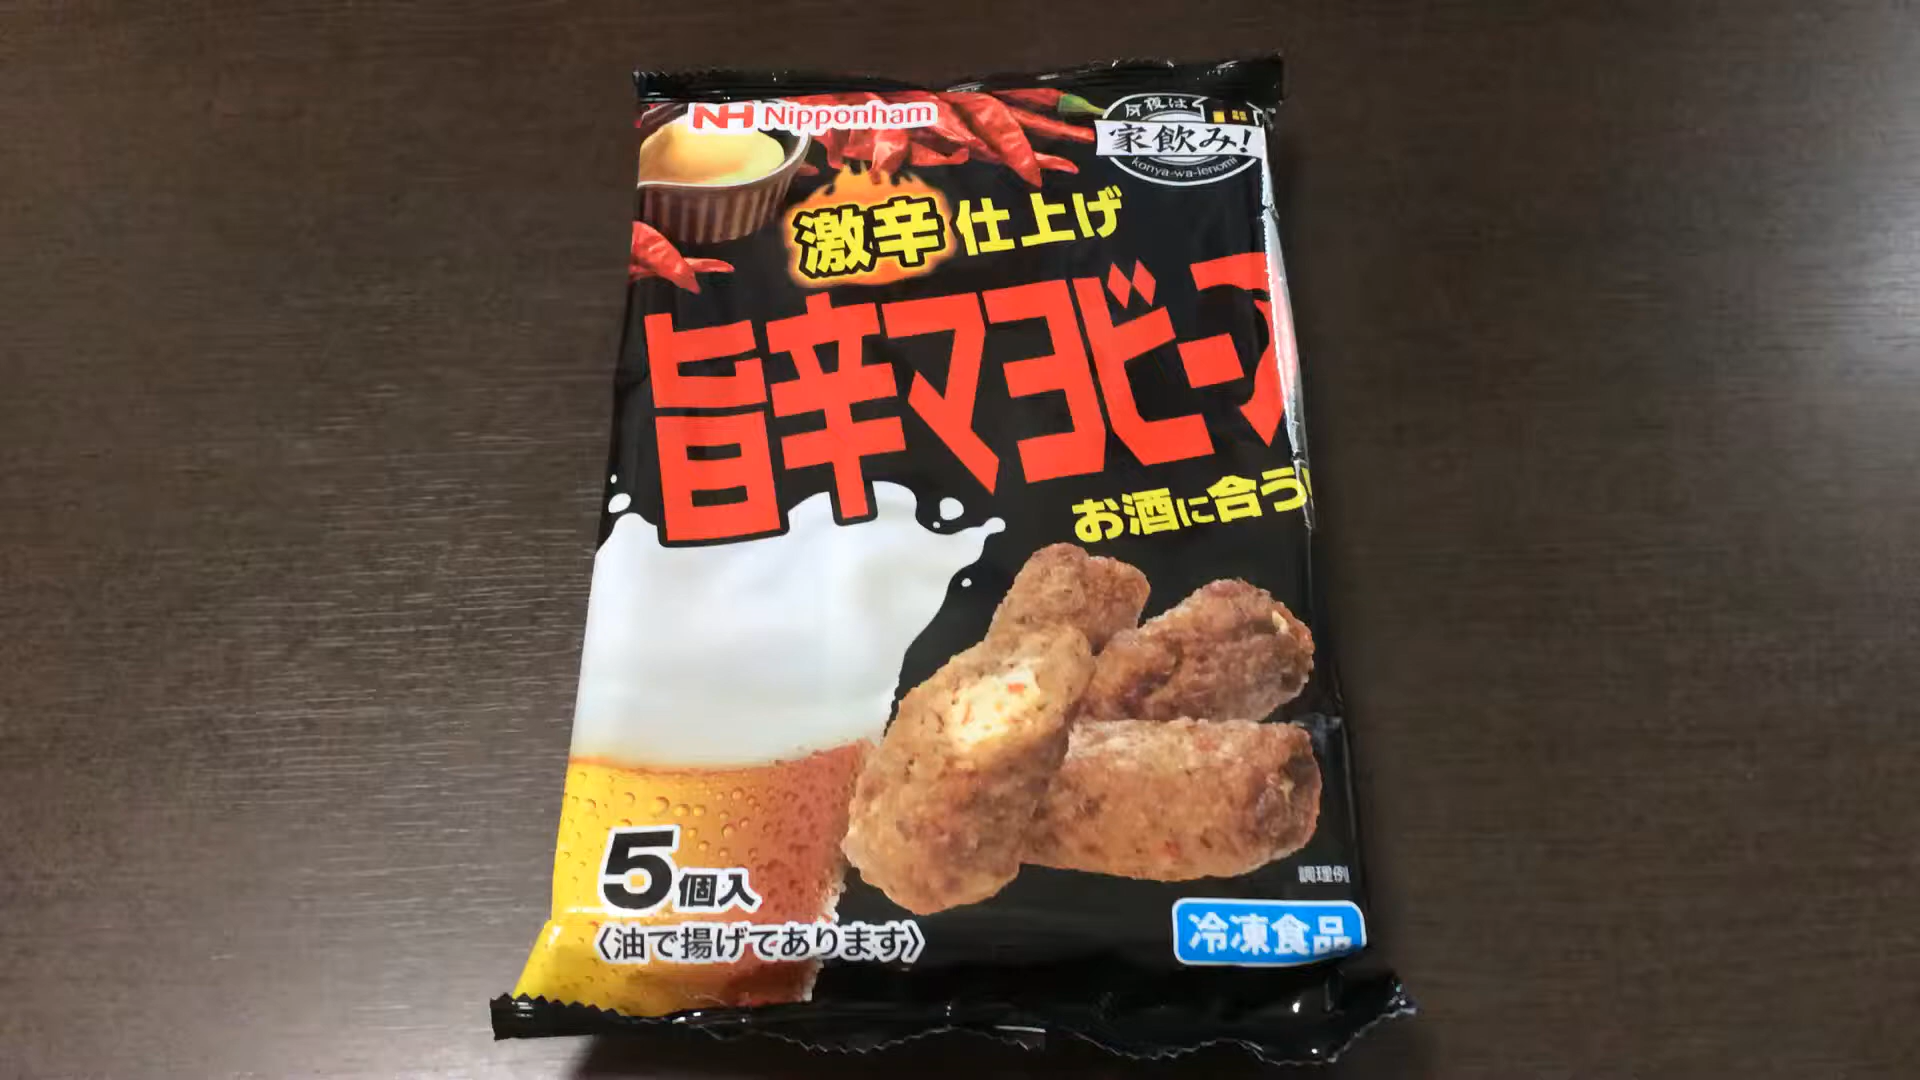 NH Nipponham
今夜は
家飲み!
konya-wa-ienomi
激辛仕上げ
旨辛マヨビーフ
お酒に合う!
5個入
〈油で揚げてあります〉
調理例
冷凍食品